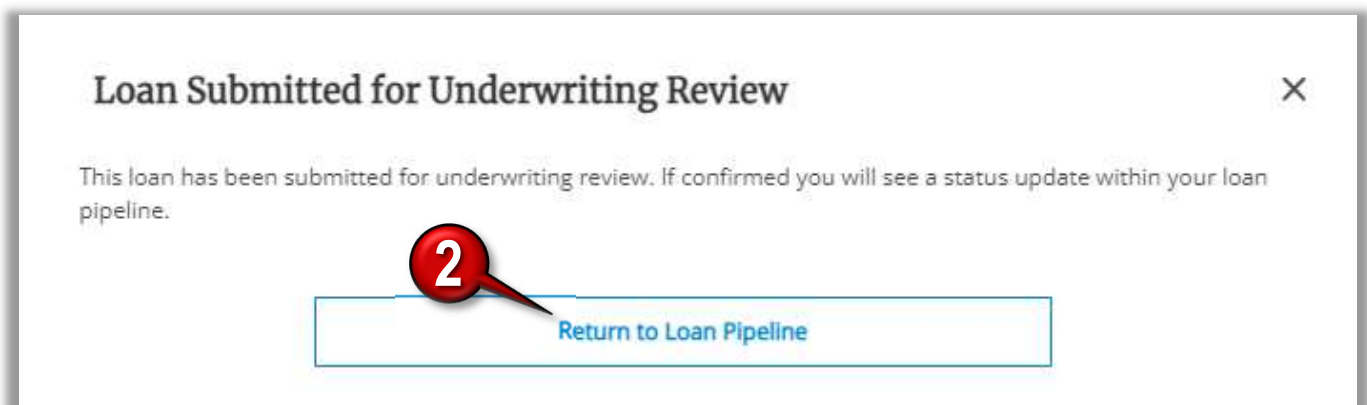 Loan Submitted for Underwriting Review
This loan has been submitted for underwriting review. If confirmed you will see a status update within your loan
pipeline.
2
Return to Loan Pipeline